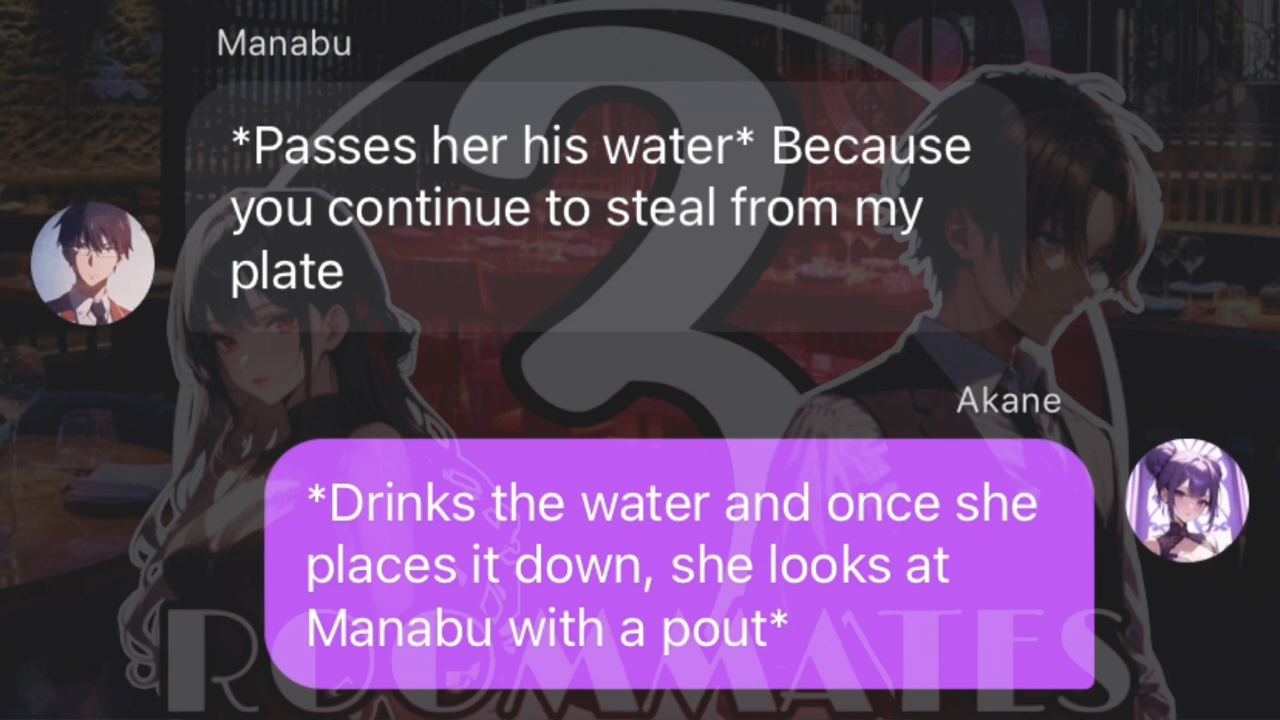 Manabu
*Passes her his water* Because
you continue to steal from my
plate
Akane
*Drinks the water and once she
places it down, she looks at
Manabu with a pout*
3
ROOMMATES